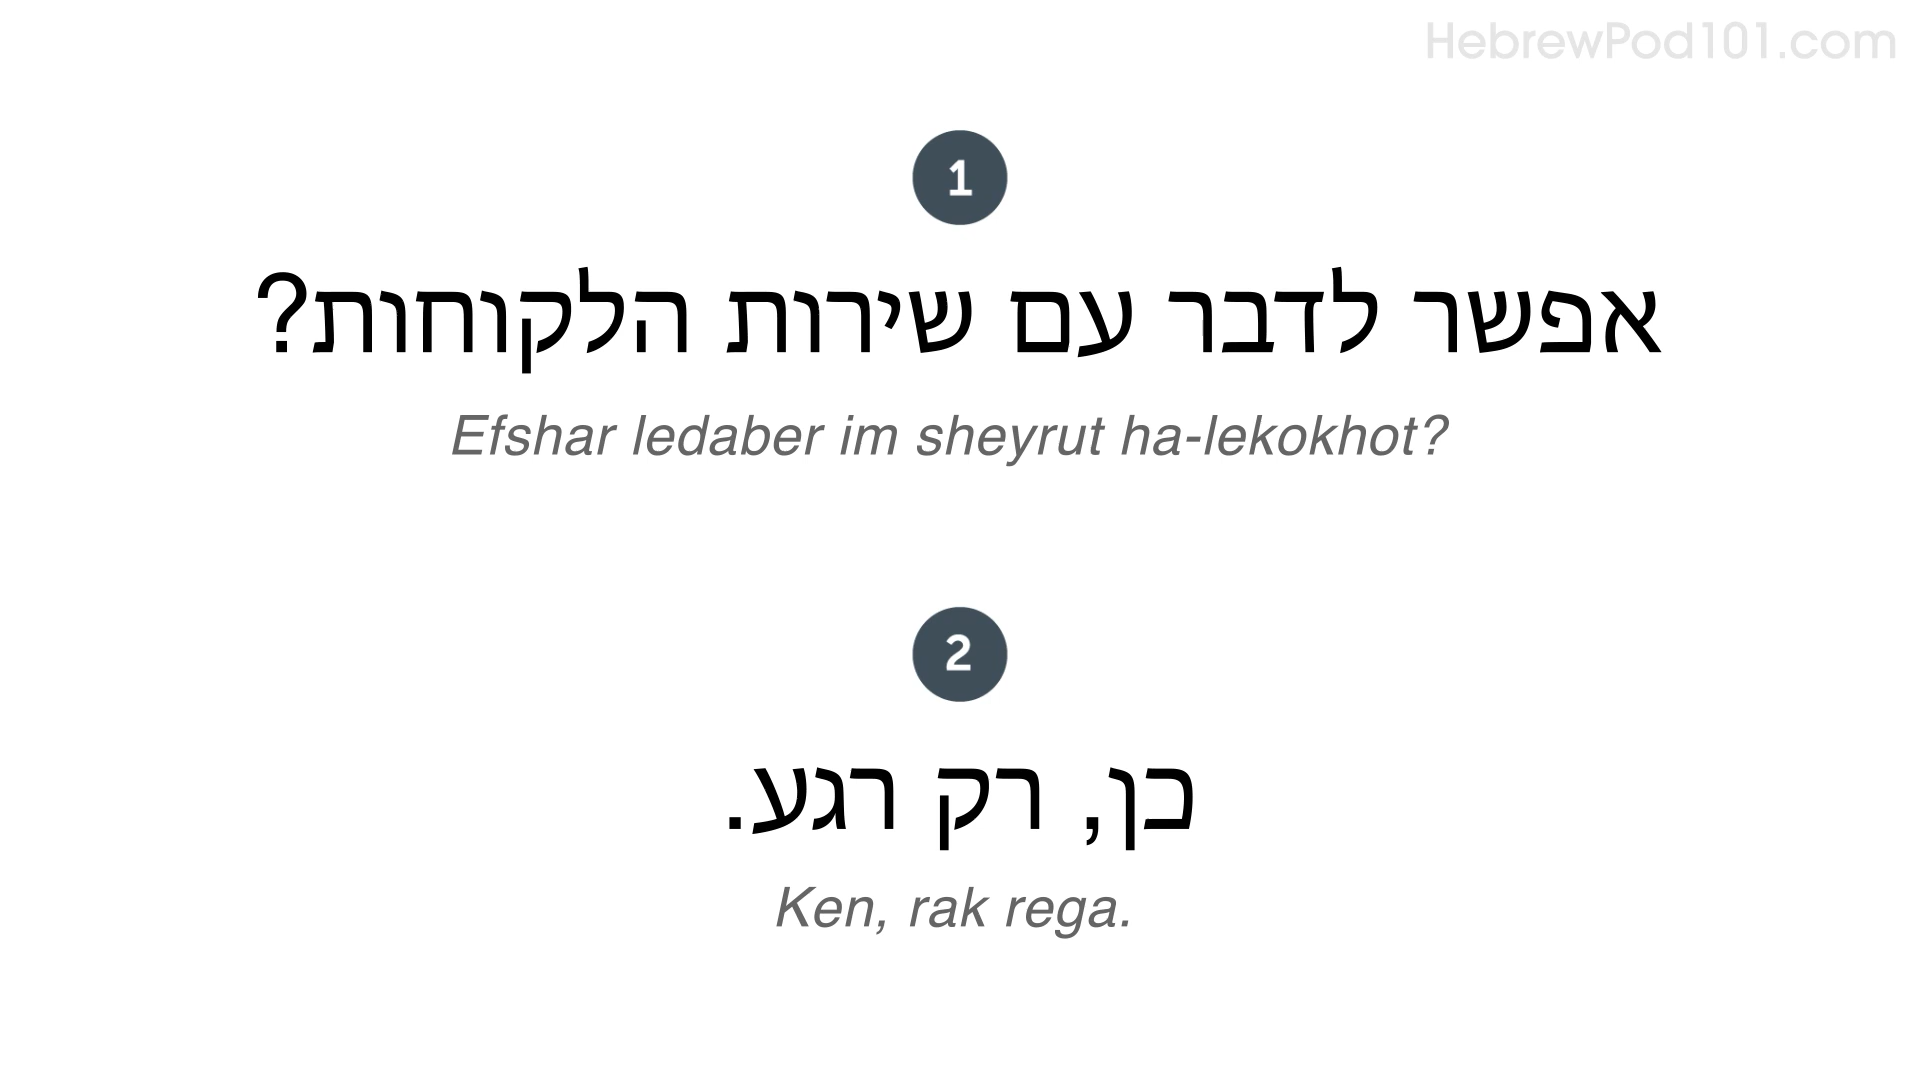 HebrewPod101.com
1
אפשר לדבר עם שירות הלקוחות?
Efshar ledaber im sheyrut ha-lekokhot?
2
כן, רק רגע.
Ken, rak rega.